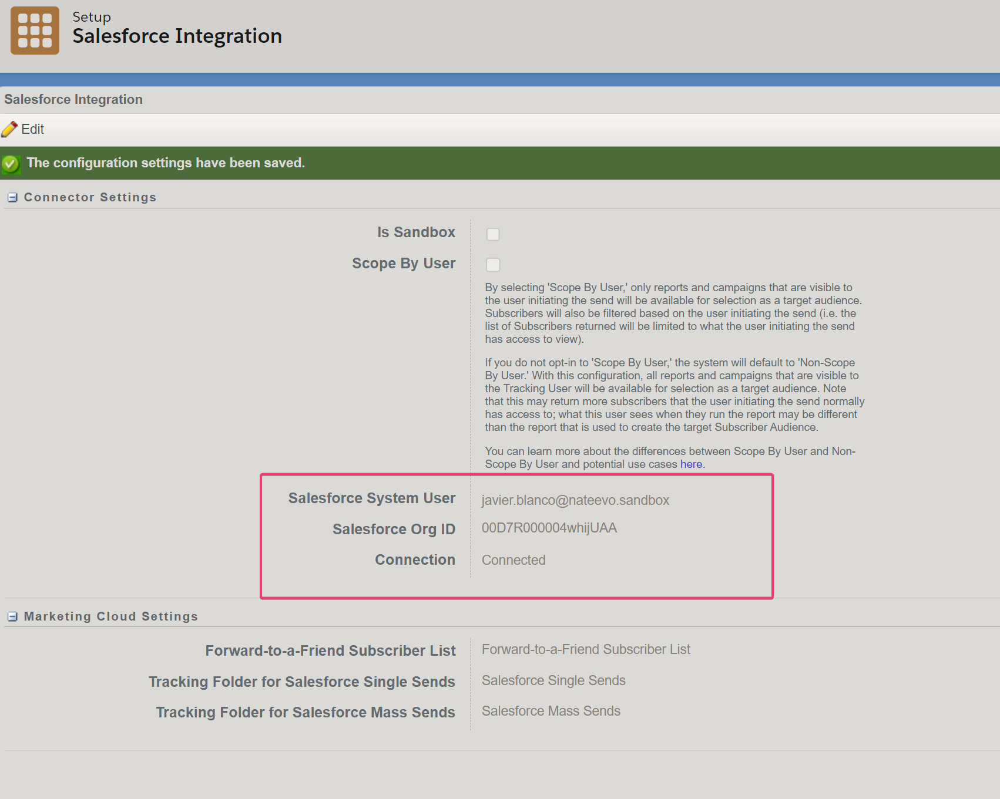 Setup
Salesforce Integration
Salesforce Integration
Edit
The configuration settings have been saved.
Connector Settings
Is Sandbox
Scope By User
By selecting 'Scope By User,' only reports and campaigns that are visible to
the user initiating the send will be available for selection as a target audience.
Subscribers will also be filtered based on the user initiating the send (i.e. the
list of Subscribers returned will be limited to what the user initiating the send
has access to view).
If you do not opt-in to 'Scope By User,' the system will default to 'Non-Scope
By User.' With this configuration, all reports and campaigns that are visible to
the Tracking User will be available for selection as a target audience. Note
that this may return more subscribers that the user initiating the send normally
has access to; what this user sees when they run the report may be different
than the report that is used to create the target Subscriber Audience.
You can learn more about the differences between Scope By User and Non-
Scope By User and potential use cases here.
Salesforce System User javier.blanco@nateevo.sandbox
Salesforce Org ID 00D7R000004whijUAA
Connection Connected
Marketing Cloud Settings
Forward-to-a-Friend Subscriber List Forward-to-a-Friend Subscriber List
Tracking Folder for Salesforce Single Sends Salesforce Single Sends
Tracking Folder for Salesforce Mass Sends Salesforce Mass Sends